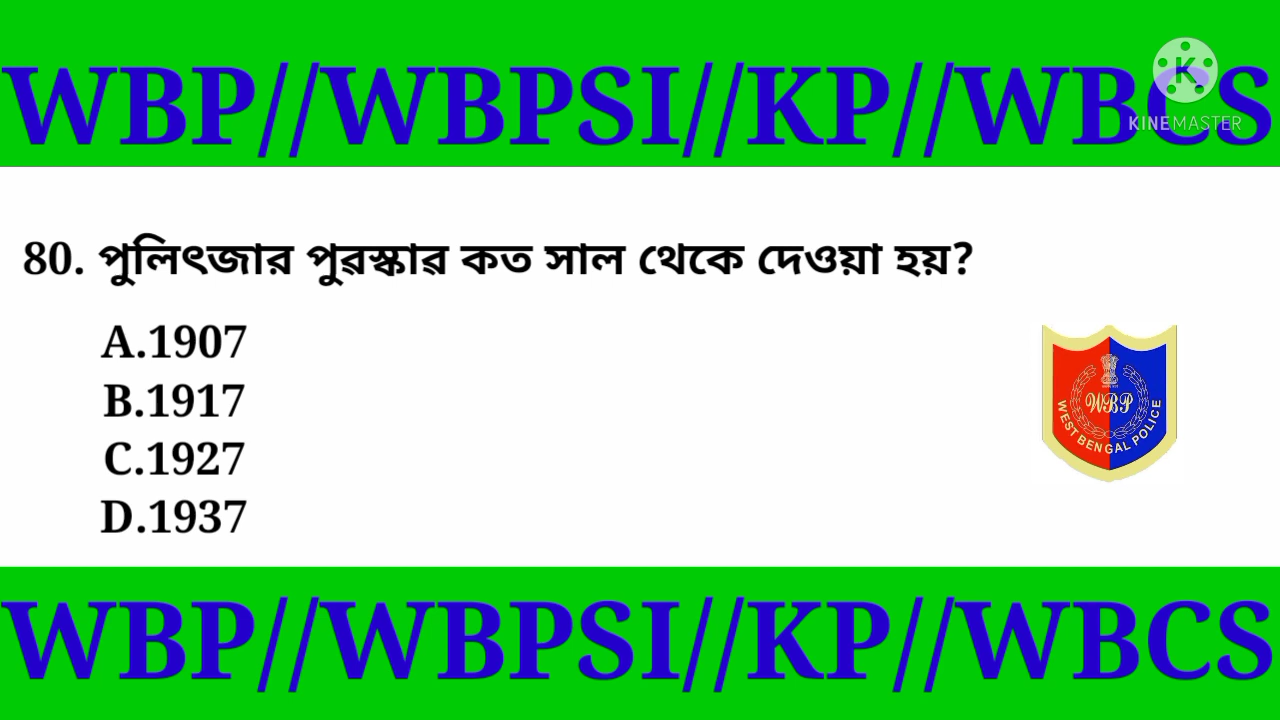 WBP//WBPSI//KP//WBCS
K
KINEMASTER
80. পুলিৎজার পুৱস্কাৱ কত সাল থেকে দেওয়া হয়?
A.1907
B.1917
C.1927
D.1937
WBP
WEST BENGAL POLICE
WBP//WBPSI//KP//WBCS